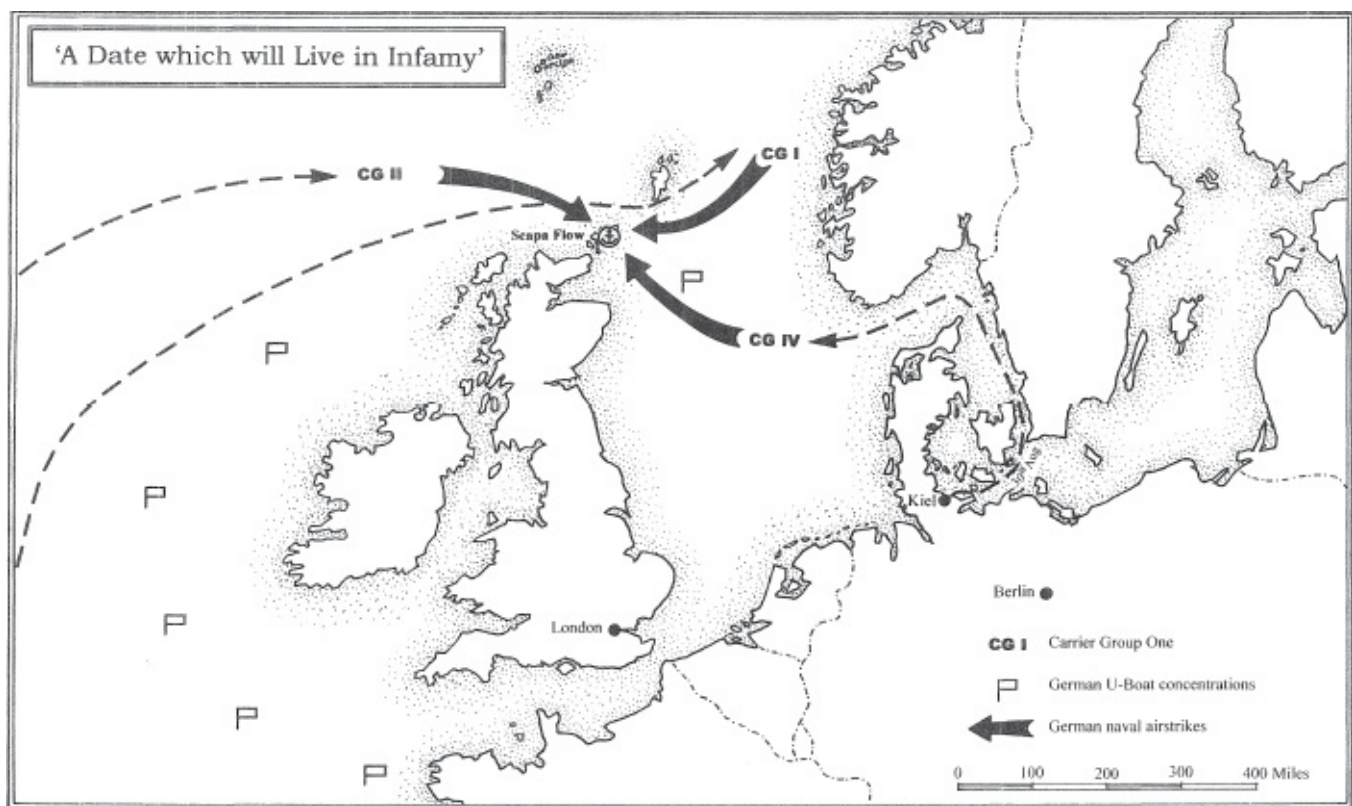 'A Date which will Live in Infamy'
CG II
CG I
Scapa Flow
CG IV
Kiel
London
Berlin
CG I Carrier Group One
German U-Boat concentrations
German naval airstrikes
0 100 200 300 400 Miles